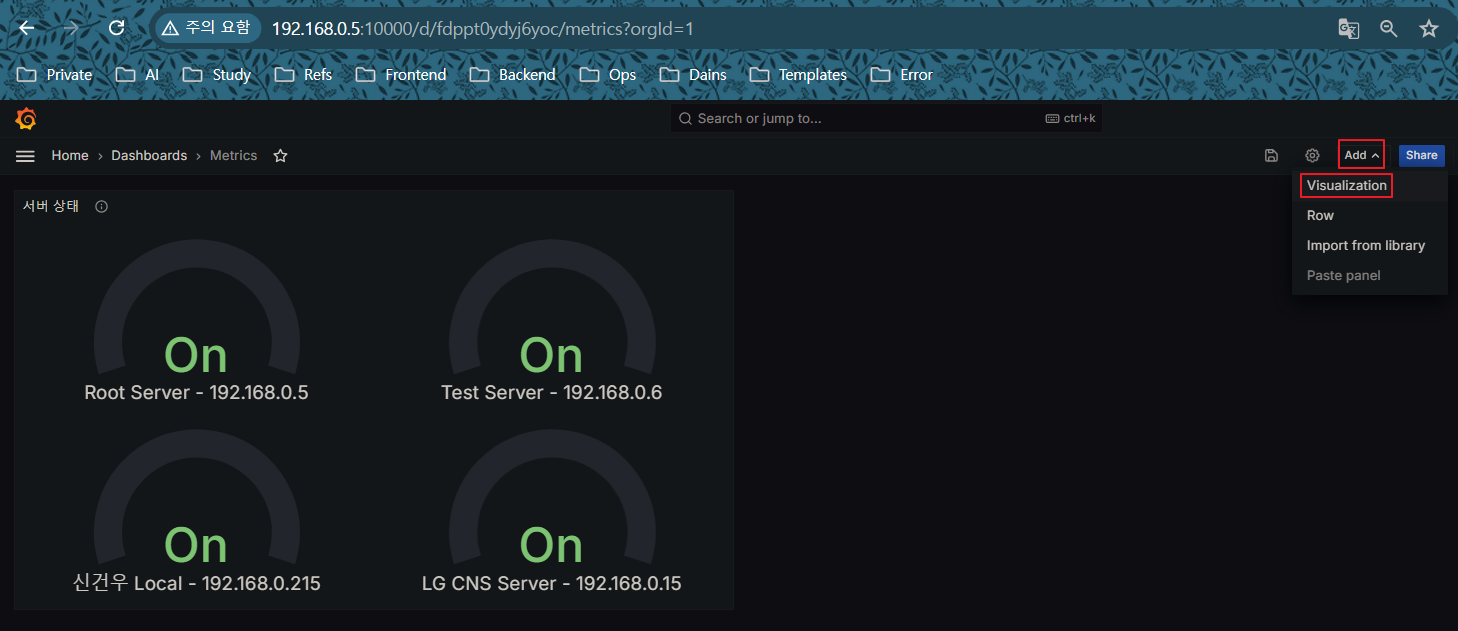 주의 요함 192.168.0.5:10000/d/fdppt0ydyj6yoc/metrics?orgId=1
Private AI Study Refs Frontend Backend Ops Dains Templates Error
Search or jump to... ctrl+k
Home › Dashboards › Metrics Add Share
Visualization
Row
Import from library
Paste panel
서버 상태
On On
Root Server - 192.168.0.5 Test Server - 192.168.0.6
On On
신건우 Local - 192.168.0.215 LG CNS Server - 192.168.0.15